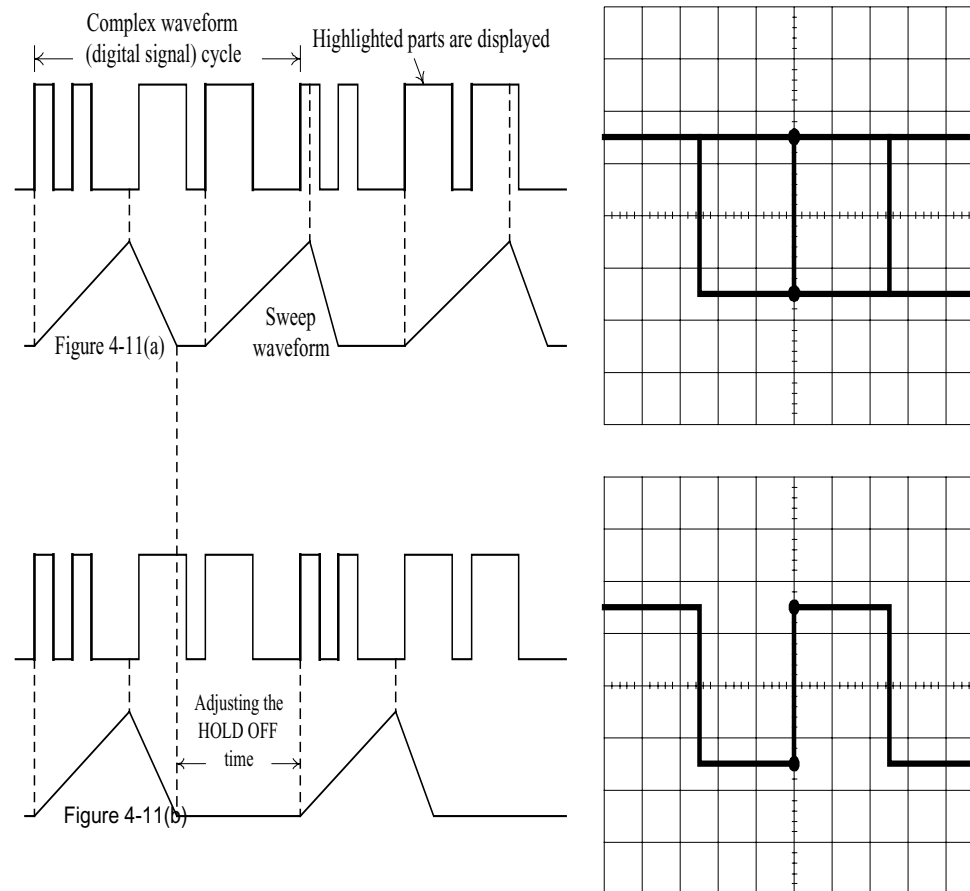 Complex waveform
(digital signal) cycle
Highlighted parts are displayed
Figure 4-11(a)
Sweep
waveform
Adjusting the
HOLD OFF
time
Figure 4-11(b)